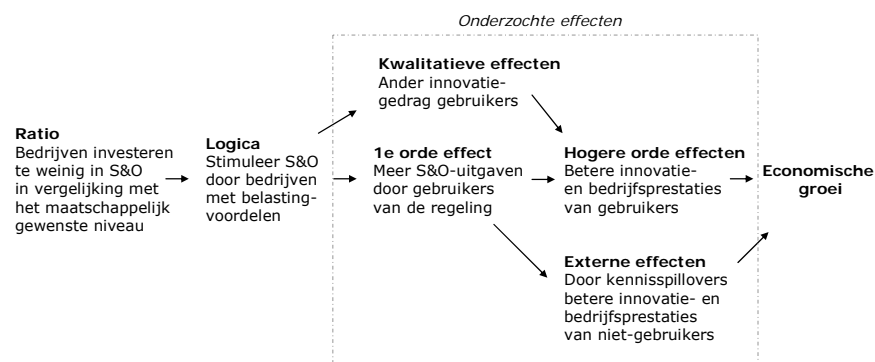 Onderzochte effecten
Ratio
Bedrijven investeren
te weinig in S&O
in vergelijking met
het maatschappelijk
gewenste niveau
Logica
Stimuleer S&O
door bedrijven
met belasting-
voordelen
Kwalitatieve effecten
Ander innovatie-
gedrag gebruikers
1e orde effect
Meer S&O-uitgaven
door gebruikers
van de regeling
Hogere orde effecten
Betere innovatie-
en bedrijfsprestaties
van gebruikers
Externe effecten
Door kennisspillovers
betere innovatie- en
bedrijfsprestaties
van niet-gebruikers
Economische
groei